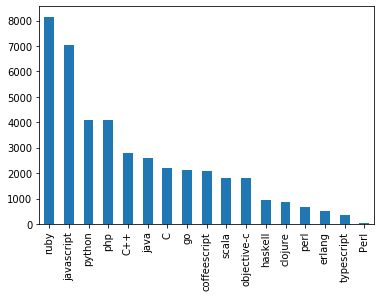 8000
7000
6000
5000
4000
3000
2000
1000
0
ruby
javascript
python
php
C++
java
C
go
coffeescript
scala
objective-c
haskell
clojure
perl
erlang
typescript
Perl